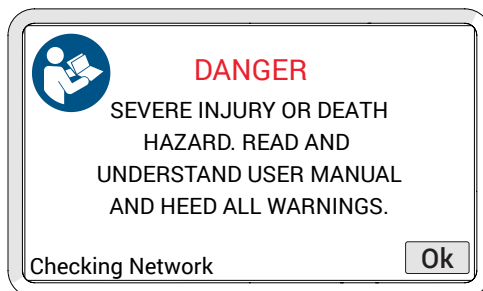 DANGER
SEVERE INJURY OR DEATH
HAZARD. READ AND
UNDERSTAND USER MANUAL
AND HEED ALL WARNINGS.
Checking Network
Ok